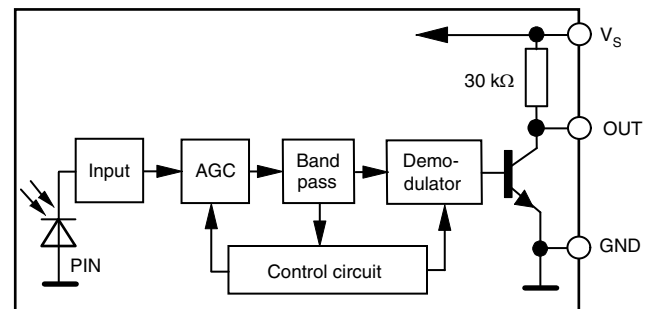 V_S
30 kΩ
OUT
Input
AGC
Band
pass
Demo-
dulator
PIN
Control circuit
GND